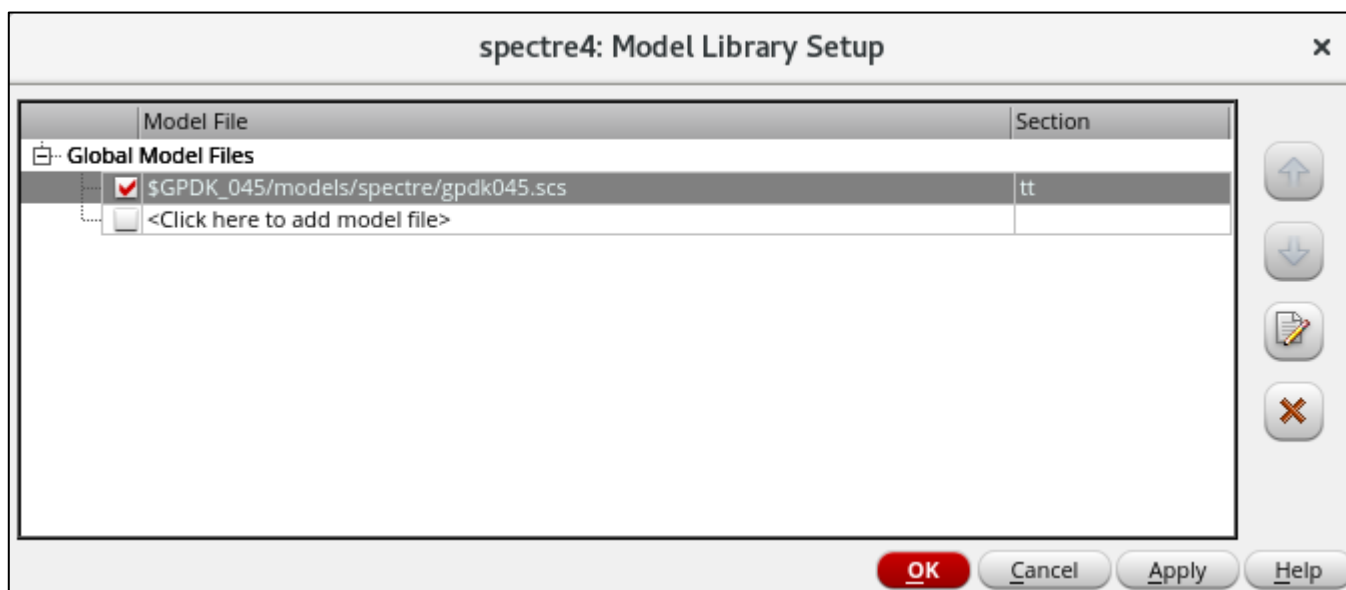 spectre4: Model Library Setup
Model File Section
Global Model Files
$GPDK_045/models/spectre/gpdk045.scs tt
<Click here to add model file>
OK Cancel Apply Help